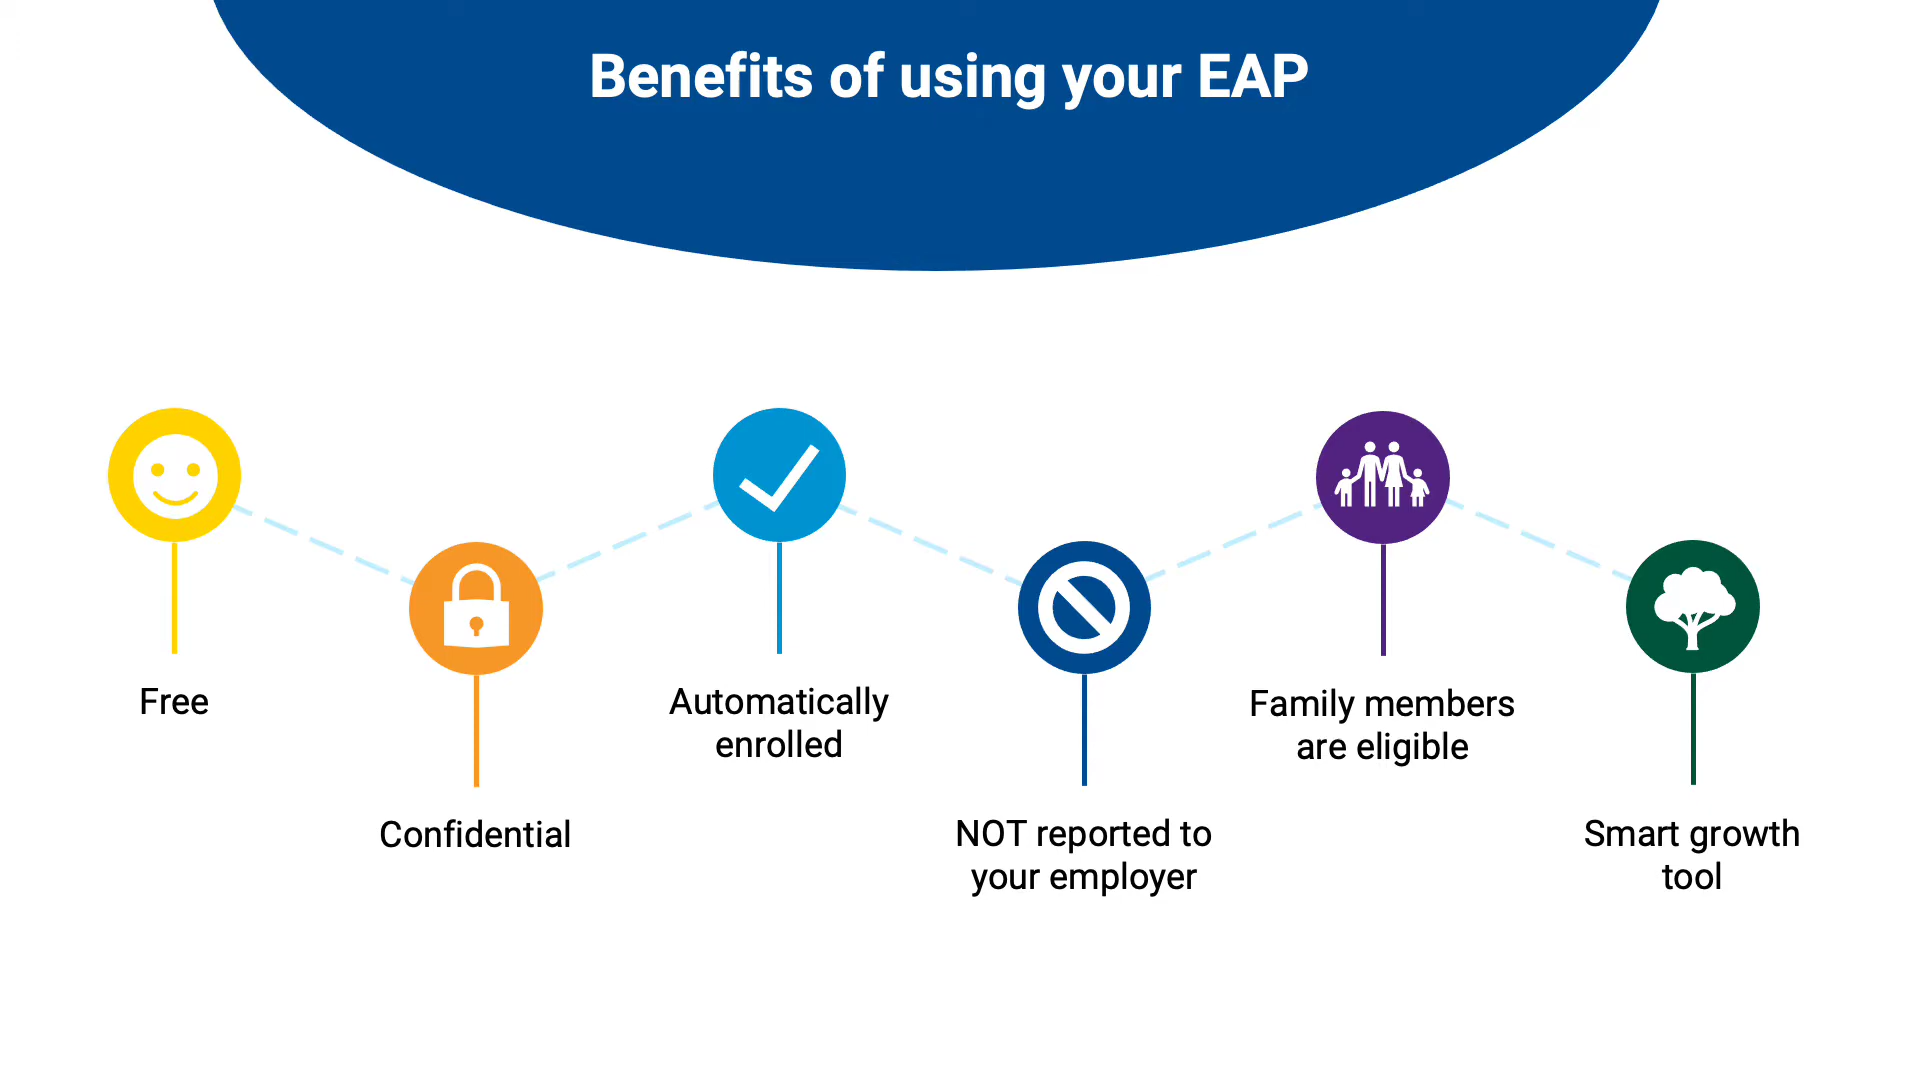 Benefits of using your EAP
Free
Confidential
Automatically
enrolled
NOT reported to
your employer
Family members
are eligible
Smart growth
tool